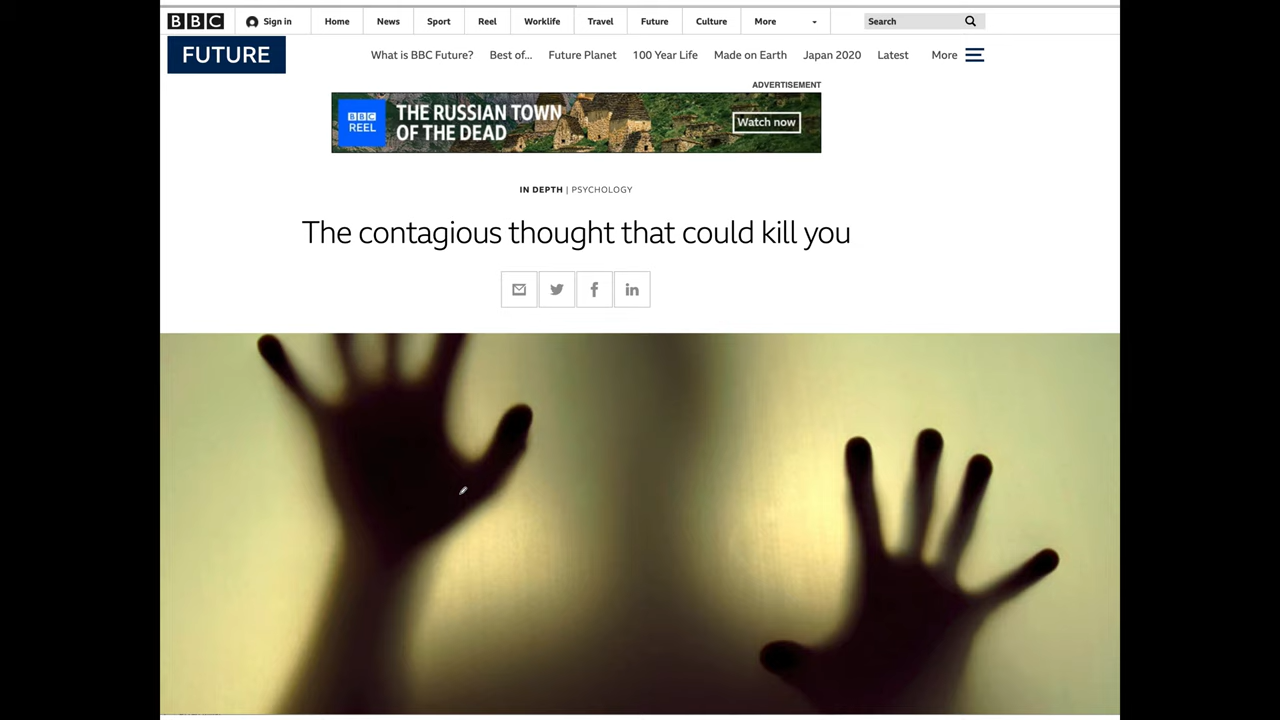 BBC Sign in Home News Sport Reel Worklife Travel Future Culture More Search
FUTURE What is BBC Future? Best of... Future Planet 100 Year Life Made on Earth Japan 2020 Latest More
ADVERTISEMENT
BBC REEL
THE RUSSIAN TOWN
OF THE DEAD
Watch now
IN DEPTH | PSYCHOLOGY
The contagious thought that could kill you